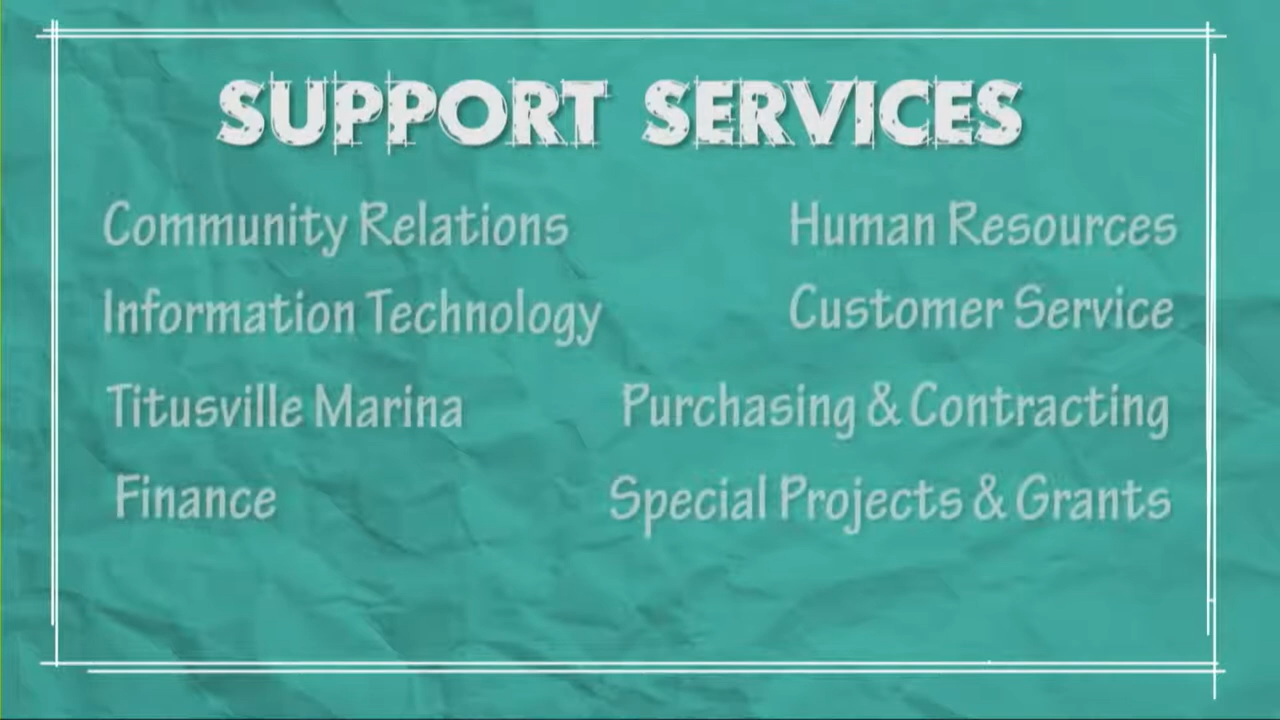 SUPPORT SERVICES
Community Relations
Human Resources
Information Technology
Customer Service
Titusville Marina
Purchasing & Contracting
Finance
Special Projects & Grants